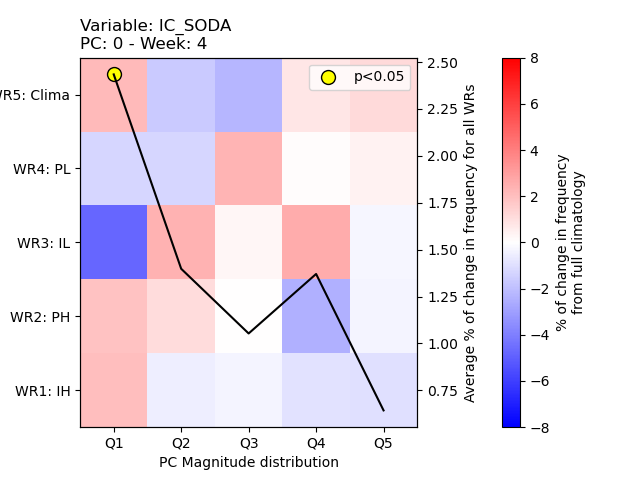 Variable: IC_SODA
PC: 0 - Week: 4
p<0.05
WR5: Clima
WR4: PL
WR3: IL
WR2: PH
WR1: IH
Q1 Q2 Q3 Q4 Q5
PC Magnitude distribution
2.50
2.25
2.00
1.75
1.50
1.25
1.00
0.75
Average % of change in frequency for all WRs
8
6
4
2
0
−2
−4
−6
−8
% of change in frequency
from full climatology